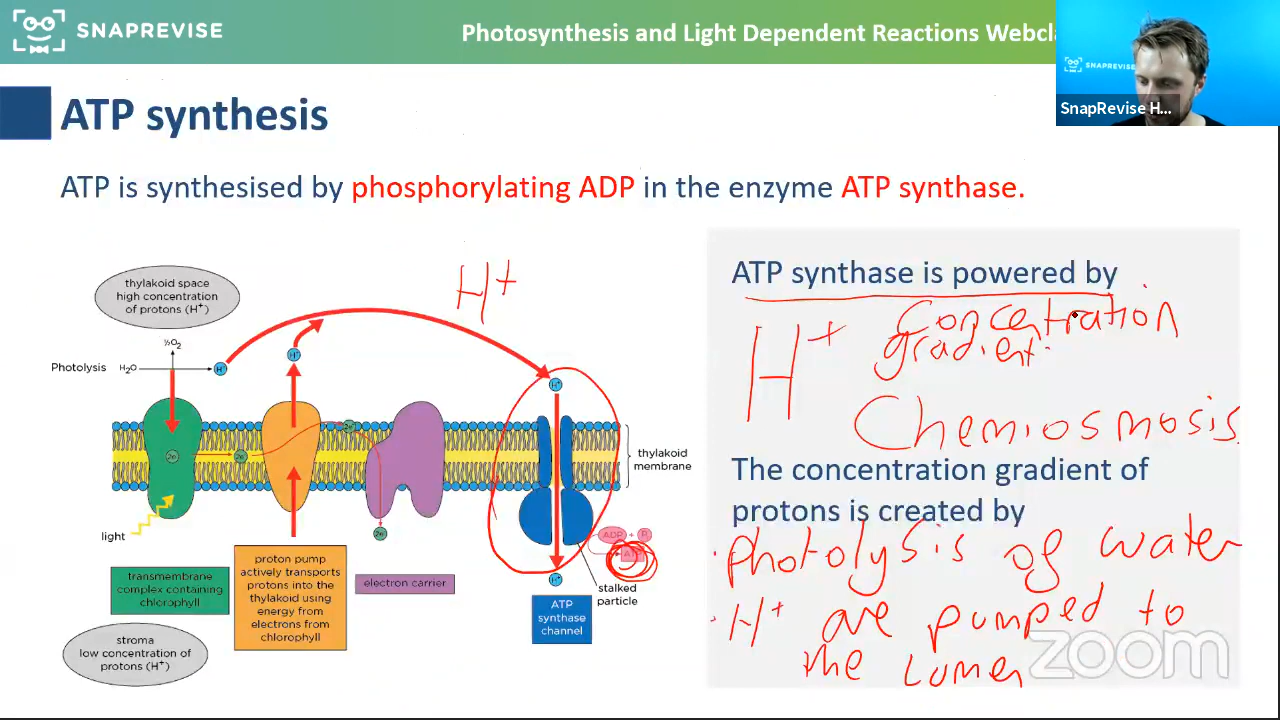 SNAPREVISE
Photosynthesis and Light Dependent Reactions Webcla
SNAPREVISE
SnapRevise H...
ATP synthesis
ATP is synthesised by phosphorylating ADP in the enzyme ATP synthase.
thylakoid space
high concentration
of protons (H⁺)
H⁺
½O₂
Photolysis
H₂O
H⁺
H⁺
H⁺
2e⁻
2e⁻
2e⁻
2e⁻
thylakoid
membrane
light
ADP + Pᵢ
stalked
particle
H⁺
transmembrane
complex containing
chlorophyll
proton pump
actively transports
protons into the
thylakoid using
energy from
electrons from
chlorophyll
electron carrier
ATP
synthase
channel
stroma
low concentration of
protons (H⁺)
ATP synthase is powered by
H⁺ concentration
gradient.
Chemiosmosis.
The concentration gradient of
protons is created by
· Photolysis of water
· H⁺ are pumped to
the Lumen
zoom